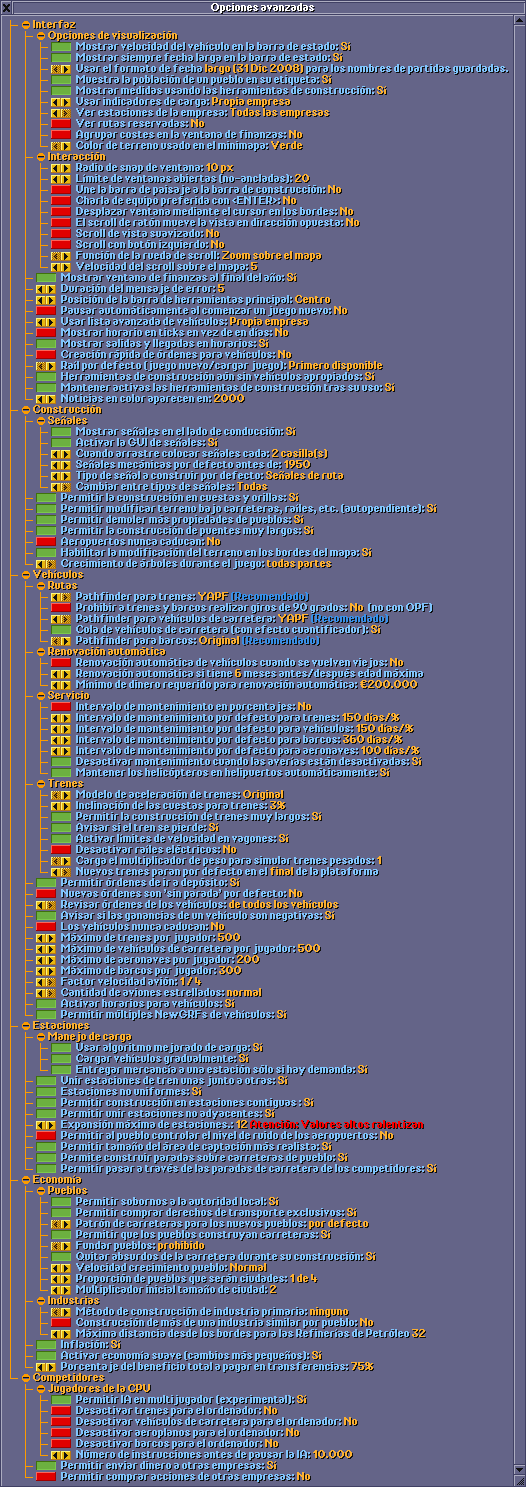 Opciones avanzadas
Interfaz
Opciones de visualización
Mostrar velocidad del vehículo en la barra de estado: Sí
Mostrar siempre fecha larga en la barra de estado: Sí
Usar el formato de fecha largo (31 Dic 2008) para los nombres de partidas guardadas.
Muestra la población de un pueblo en su etiqueta: Sí
Mostrar medidas usando las herramientas de construcción: Sí
Usar indicadores de carga: Propia empresa
Ver estaciones de la empresa: Todas las empresas
Ver rutas reservadas: No
Agrupar costes en la ventana de finanzas: No
Color de terreno usado en el minimapa: Verde
Interacción
Radio de snap de ventana: 10 px
Límite de ventanas abiertas (no-ancladas): 20
Une la barra de paisaje a la barra de construcción: No
Charla de equipo preferida con <ENTER>: No
Desplazar ventana mediante el cursor en los bordes: No
El scroll de ratón mueve la vista en dirección opuesta: No
Scroll de vista suavizado: No
Scroll con botón izquierdo: No
Función de la rueda de scroll: Zoom sobre el mapa
Velocidad del scroll sobre el mapa: 5
Mostrar ventana de finanzas al final del año: Sí
Duración del mensaje de error: 5
Posición de la barra de herramientas principal: Centro
Pausar automáticamente al comenzar un juego nuevo: No
Usar lista avanzada de vehículos: Propia empresa
Mostrar horario en ticks en vez de en días: No
Mostrar salidas y llegadas en horarios: Sí
Creación rápida de órdenes para vehículos: No
Raíl por defecto (juego nuevo/cargar juego): Primero disponible
Herramientas de construcción aún sin vehículos apropiados: Sí
Mantener activas las herramientas de construcción tras su uso: Sí
Noticias en color aparecen en: 2000
Construcción
Señales
Mostrar señales en el lado de conducción: Sí
Activar la GUI de señales: Sí
Cuando arrastre colocar señales cada: 2 casilla(s)
Señales mecánicas por defecto antes de: 1950
Tipo de señal a construir por defecto: Señales de ruta
Cambiar entre tipos de señales: Todas
Permitir la construcción en cuestas y orillas: Sí
Permitir modificar terreno bajo carreteras, raíles, etc. (autopendiente): Sí
Permitir demoler más propiedades de pueblos: Sí
Permitir la construcción de puentes muy largos: Sí
Aeropuertos nunca caducan: No
Habilitar la modificación del terreno en los bordes del mapa: Sí
Crecimiento de árboles durante el juego: todas partes
Vehículos
Rutas
Pathfinder para trenes: YAPF (Recomendado)
Prohibir a trenes y barcos realizar giros de 90 grados: No (no con OPF)
Pathfinder para vehículos de carretera: YAPF (Recomendado)
Cola de vehículos de carretera (con efecto cuantificador): Sí
Pathfinder para barcos: Original (Recomendado)
Renovación automática
Renovación automática de vehículos cuando se vuelven viejos: No
Renovación automática si tiene 6 meses antes/después edad máxima
Mínimo de dinero requerido para renovación automática: €200.000
Servicio
Intervalo de mantenimiento en porcentajes: No
Intervalo de mantenimiento por defecto para trenes: 150 días/%
Intervalo de mantenimiento por defecto para vehículos: 150 días/%
Intervalo de mantenimiento por defecto para barcos: 360 días/%
Intervalo de mantenimiento por defecto para aeronaves: 100 días/%
Desactivar mantenimiento cuando las averías están desactivadas: Sí
Mantener los helicópteros en helipuertos automáticamente: Sí
Trenes
Modelo de aceleración de trenes: Original
Inclinación de las cuestas para trenes: 3%
Permitir la construcción de trenes muy largos: Sí
Avisar si el tren se pierde: Sí
Activar límites de velocidad en vagones: Sí
Desactivar raíles eléctricos: No
Carga el multiplicador de peso para simular trenes pesados: 1
Nuevos trenes paran por defecto en el final de la plataforma
Permitir órdenes de ir a depósito: Sí
Nuevas órdenes son 'sin parada' por defecto: No
Revisar órdenes de los vehículos: de todos los vehículos
Avisar si las ganancias de un vehículo son negativas: Sí
Los vehículos nunca caducan: No
Máximo de trenes por jugador: 500
Máximo de vehículos de carretera por jugador: 500
Máximo de aeronaves por jugador: 200
Máximo de barcos por jugador: 300
Factor velocidad avión: 1 / 4
Cantidad de aviones estrellados: normal
Activar horarios para vehículos: Sí
Permitir múltiples NewGRFs de vehículos: Sí
Estaciones
Manejo de carga
Usar algoritmo mejorado de carga: Sí
Cargar vehículos gradualmente: Sí
Entregar mercancía a una estación sólo si hay demanda: Sí
Unir estaciones de tren unas junto a otras: Sí
Estaciones no uniformes: Sí
Permitir construcción en estaciones contiguas : Sí
Permitir unir estaciones no adyacentes: Sí
Expansión máxima de estaciones.: 12 Atención: Valores altos ralentizan
Permitir al pueblo controlar el nivel de ruido de los aeropuertos: No
Permitir tamaño del área de captación más realista: Sí
Permite construir paradas sobre carreteras de pueblo: Sí
Permitir pasar a través de las paradas de carretera de los competidores: Sí
Economía
Pueblos
Permitir sobornos a la autoridad local: Sí
Permitir comprar derechos de transporte exclusivos: Sí
Patrón de carreteras para los nuevos pueblos: por defecto
Permitir que los pueblos construyan carreteras: Sí
Fundar pueblos: prohibido
Quitar absurdos de la carretera durante su construcción: Sí
Velocidad crecimiento pueblo: Normal
Proporción de pueblos que serán ciudades: 1 de 4
Multiplicador inicial tamaño de ciudad: 2
Industrias
Método de construcción de industria primaria: ninguno
Construcción de más de una industria similar por pueblo: No
Máxima distancia desde los bordes para las Refinerías de Petróleo 32
Inflación: Sí
Activar economía suave (cambios más pequeños): Sí
Porcentaje del beneficio total a pagar en transferencias: 75%
Competidores
Jugadores de la CPU
Permitir IA en multijugador (experimental): Sí
Desactivar trenes para el ordenador: No
Desactivar vehículos de carretera para el ordenador: No
Desactivar aeroplanos para el ordenador: No
Desactivar barcos para el ordenador: No
Número de instrucciones antes de pausar la IA: 10.000
Permitir enviar dinero a otras empresas: Sí
Permitir comprar acciones de otras empresas: No